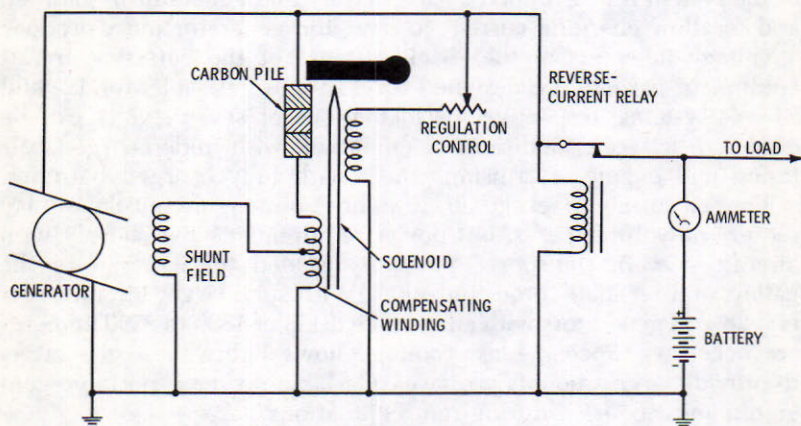 CARBON PILE
REVERSE-
CURRENT RELAY
REGULATION
CONTROL
TO LOAD
AMMETER
SHUNT
FIELD
SOLENOID
GENERATOR
COMPENSATING
WINDING
BATTERY
+